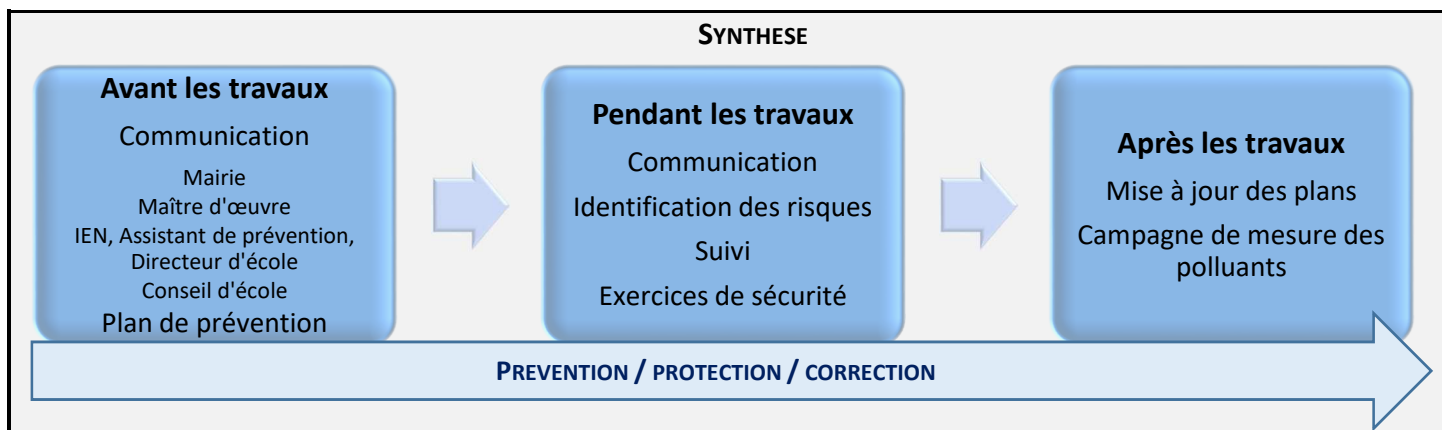 SYNTHESE
Avant les travaux
Communication
Mairie
Maître d'œuvre
IEN, Assistant de prévention,
Directeur d'école
Conseil d'école
Plan de prévention
Pendant les travaux
Communication
Identification des risques
Suivi
Exercices de sécurité
Après les travaux
Mise à jour des plans
Campagne de mesure des
polluants
PREVENTION / PROTECTION / CORRECTION